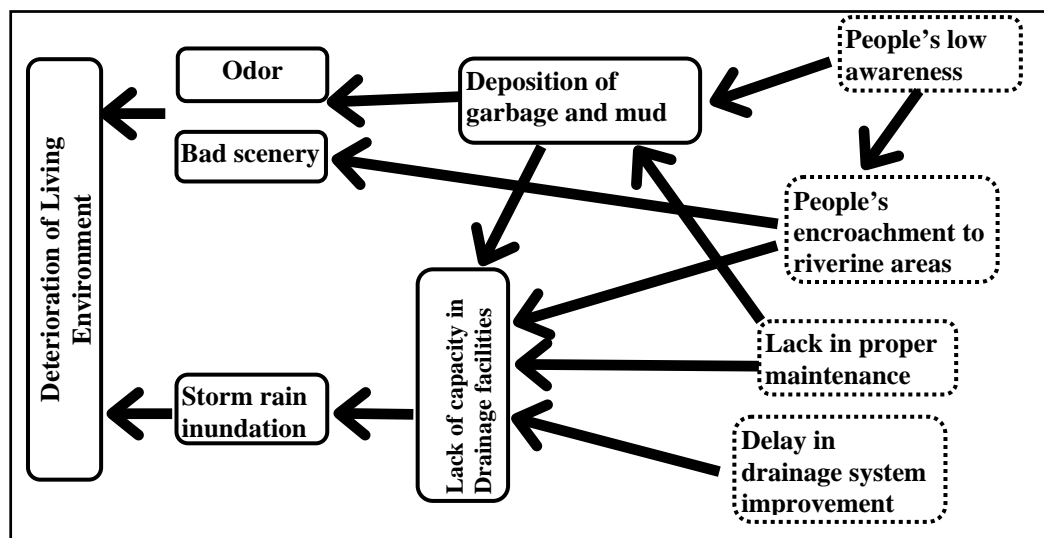 Deterioration of Living
Environment
Odor
Bad scenery
Storm rain
inundation
Deposition of
garbage and mud
Lack of capacity in
Drainage facilities
People's low
awareness
People's
encroachment to
riverine areas
Lack in proper
maintenance
Delay in
drainage system
improvement